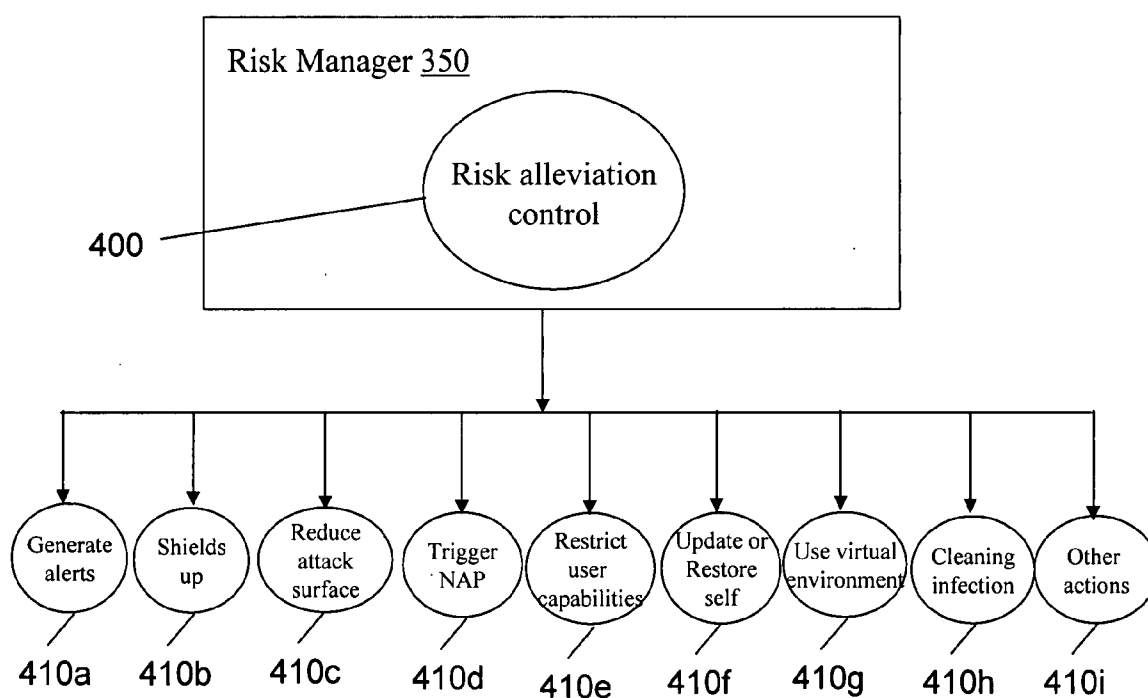 Risk Manager 350
Risk alleviation
control
400
Generate
alerts
Shields
up
Reduce
attack
surface
Trigger
NAP
Restrict
user
capabilities
Update or
Restore
self
Use virtual
environment
Cleaning
infection
Other
actions
410a
410b
410c
410d
410e
410f
410g
410h
410i